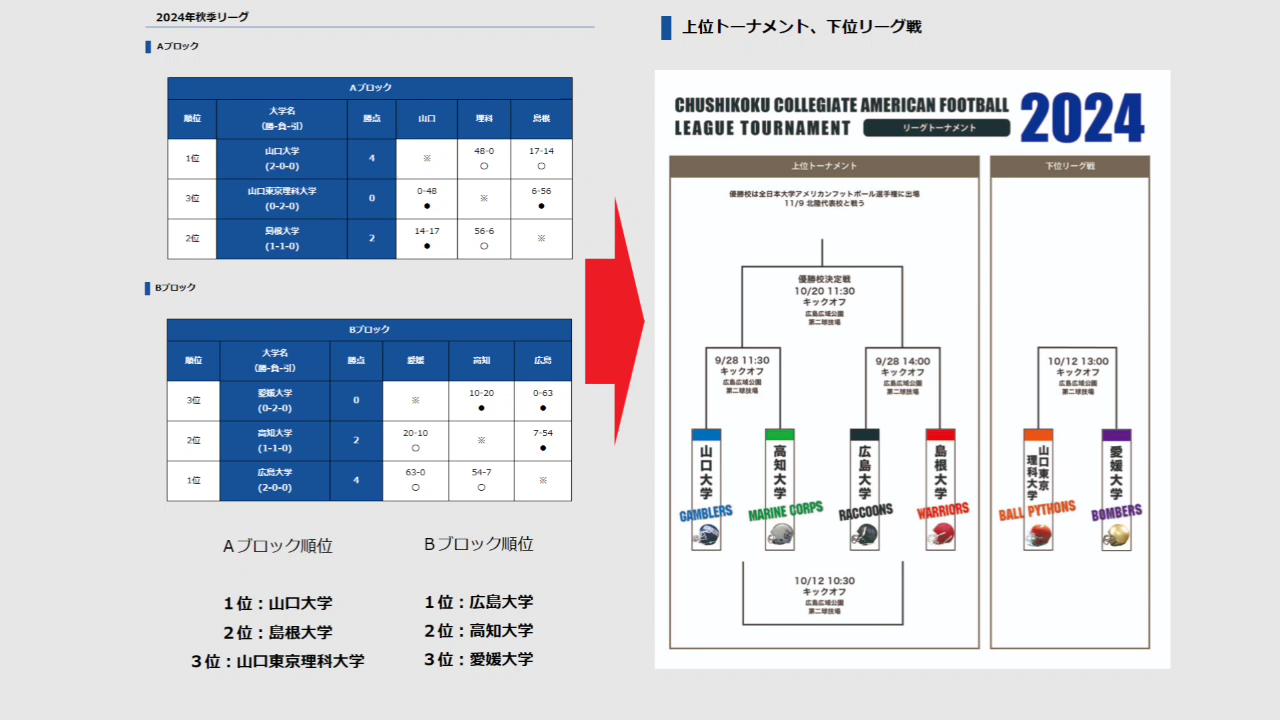 2024年秋季リーグ
Aブロック
Aブロック
順位 大学名 (勝-負-引) 勝点 山口 理科 島根
1位 山口大学 (2-0-0) 4 ※ 48-0 ○ 17-14 ○
3位 山口東京理科大学 (0-2-0) 0 0-48 ● ※ 6-56 ●
2位 島根大学 (1-1-0) 2 14-17 ● 56-6 ○ ※
Bブロック
Bブロック
順位 大学名 (勝-負-引) 勝点 愛媛 高知 広島
3位 愛媛大学 (0-2-0) 0 ※ 10-20 ● 0-63 ●
2位 高知大学 (1-1-0) 2 20-10 ○ ※ 7-54 ●
1位 広島大学 (2-0-0) 4 63-0 ○ 54-7 ○ ※
Aブロック順位
1位：山口大学
2位：島根大学
3位：山口東京理科大学
Bブロック順位
1位：広島大学
2位：高知大学
3位：愛媛大学
上位トーナメント、下位リーグ戦
CHUSHIKOKU COLLEGIATE AMERICAN FOOTBALL
LEAGUE TOURNAMENT リーグトーナメント
2024
上位トーナメント
優勝校は全日本大学アメリカンフットボール選手権に出場
11/9 北陸代表校と戦う
優勝校決定戦
10/20 11:30
キックオフ
広島広域公園
第二球技場
9/28 11:30
キックオフ
広島広域公園
第二球技場
9/28 14:00
キックオフ
広島広域公園
第二球技場
山口大学
GAMBLERS
高知大学
MARINE CORPS
広島大学
RACCOONS
島根大学
WARRIORS
10/12 10:30
キックオフ
広島広域公園
第二球技場
下位リーグ戦
10/12 13:00
キックオフ
広島広域公園
第二球技場
山口東京
理科大学
BALL PYTHONS
愛媛大学
BOMBERS